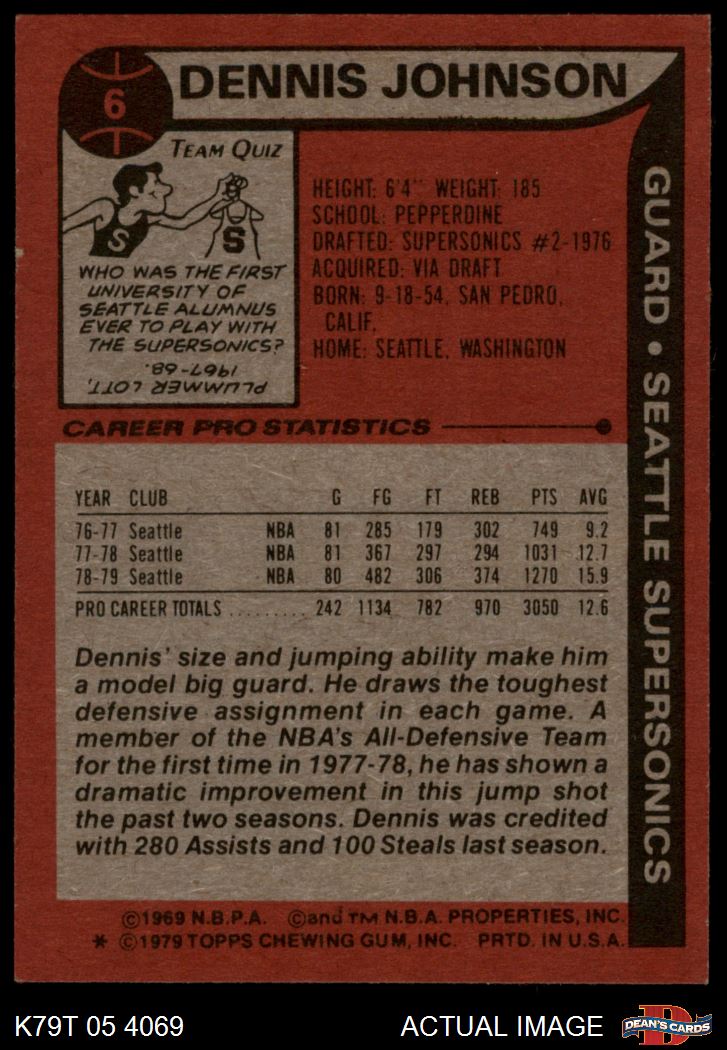 6
DENNIS JOHNSON
TEAM QUIZ
S
S
WHO WAS THE FIRST
UNIVERSITY OF
SEATTLE ALUMNUS
EVER TO PLAY WITH
THE SUPERSONICS?
PLUMMER LOTT,
1967-68.
HEIGHT: 6'4" WEIGHT: 185
SCHOOL: PEPPERDINE
DRAFTED: SUPERSONICS #2-1976
ACQUIRED: VIA DRAFT
BORN: 9-18-54, SAN PEDRO,
CALIF.
HOME: SEATTLE, WASHINGTON
GUARD • SEATTLE SUPERSONICS
CAREER PRO STATISTICS
YEAR CLUB G FG FT REB PTS AVG
76-77 Seattle NBA 81 285 179 302 749 9.2
77-78 Seattle NBA 81 367 297 294 1031 12.7
78-79 Seattle NBA 80 482 306 374 1270 15.9
PRO CAREER TOTALS ......... 242 1134 782 970 3050 12.6
Dennis' size and jumping ability make him
a model big guard. He draws the toughest
defensive assignment in each game. A
member of the NBA's All-Defensive Team
for the first time in 1977-78, he has shown a
dramatic improvement in this jump shot
the past two seasons. Dennis was credited
with 280 Assists and 100 Steals last season.
©1969 N.B.P.A. ©and TM N.B.A. PROPERTIES, INC.
* ©1979 TOPPS CHEWING GUM, INC. PRTD. IN U.S.A.
K79T 05 4069
ACTUAL IMAGE
D
DEAN'S CARDS